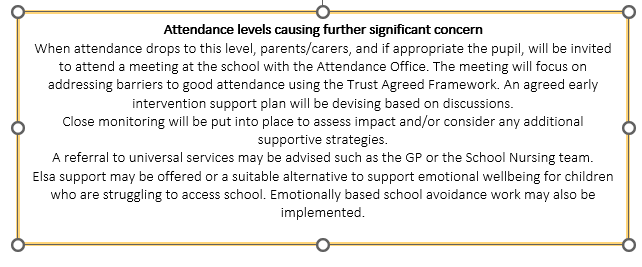 Attendance levels causing further significant concern
When attendance drops to this level, parents/carers, and if appropriate the pupil, will be invited
to attend a meeting at the school with the Attendance Office. The meeting will focus on
addressing barriers to good attendance using the Trust Agreed Framework. An agreed early
intervention support plan will be devising based on discussions.
Close monitoring will be put into place to assess impact and/or consider any additional
supportive strategies.
A referral to universal services may be advised such as the GP or the School Nursing team.
Elsa support may be offered or a suitable alternative to support emotional wellbeing for children
who are struggling to access school. Emotionally based school avoidance work may also be
implemented.